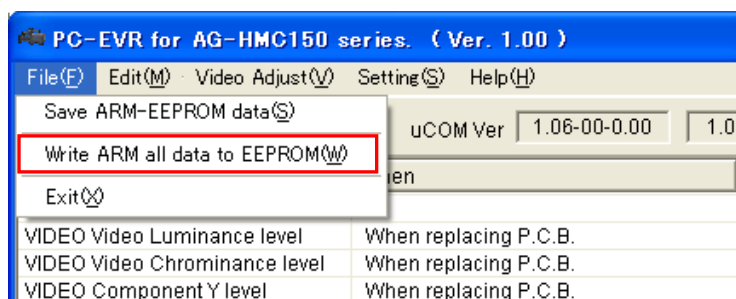 PC-EVR for AG-HMC150 series. ( Ver. 1.00 )
File(F) Edit(M) Video Adjust(V) Setting(S) Help(H)
Save ARM-EEPROM data(S)
uCOM Ver 1.06-00-0.00 1.0
Write ARM all data to EEPROM(W)
Exit(X)
VIDEO Video Luminance level When replacing P.C.B.
VIDEO Video Chrominance level When replacing P.C.B.
VIDEO Component Y level When replacing P.C.B.